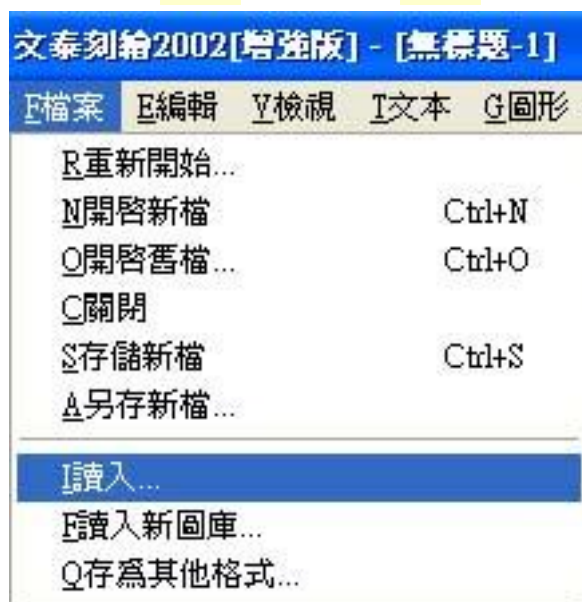 文泰刻繪2002[增強版] - [無標題-1]
F檔案 E編輯 V檢視 T文本 G圖形
R重新開始...
N開啓新檔 Ctrl+N
O開啓舊檔... Ctrl+O
C關閉
S存儲新檔 Ctrl+S
A另存新檔...
I讀入...
F讀入新圖庫...
Q存爲其他格式...